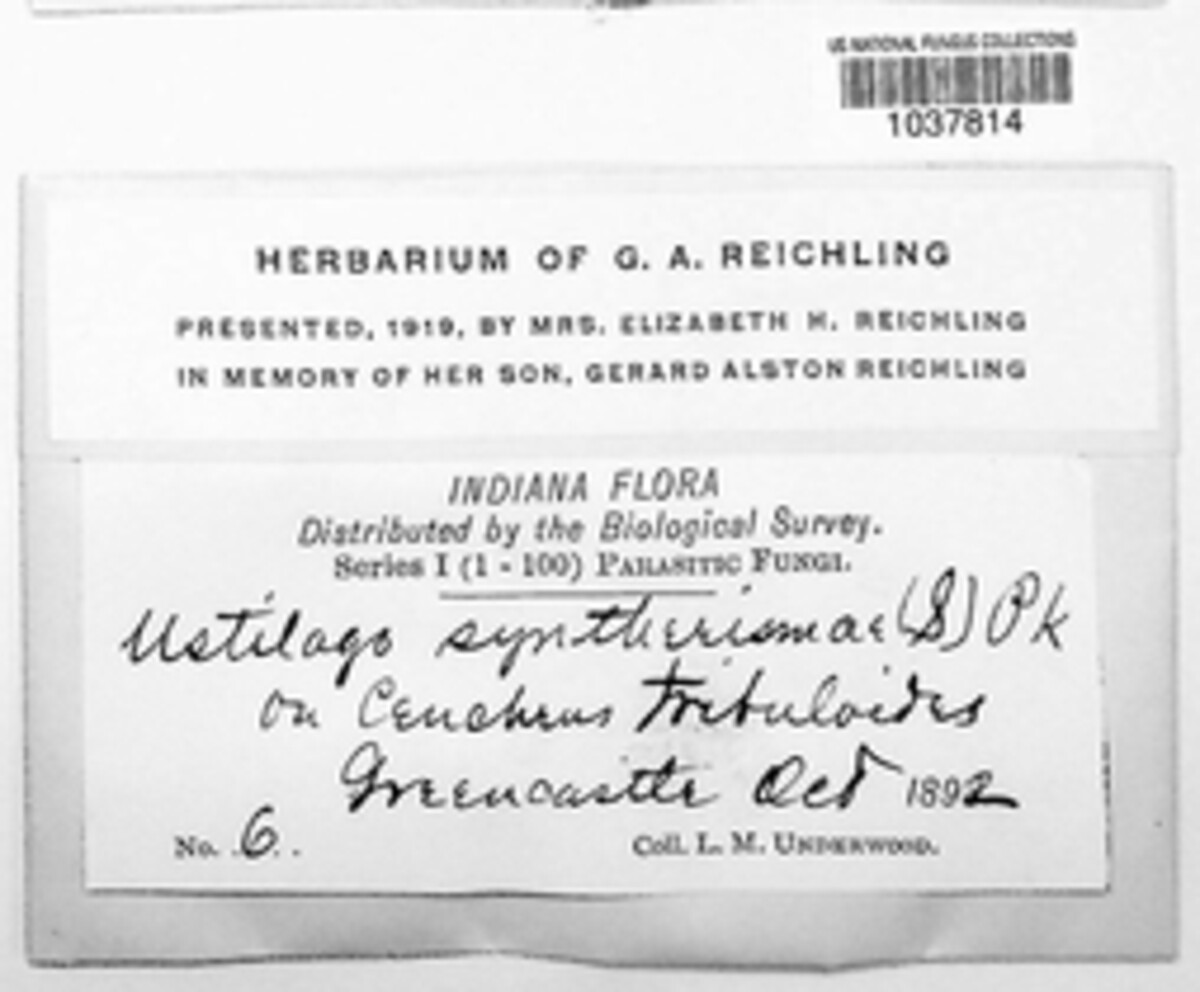 US NATIONAL FUNGUS COLLECTIONS
1037814
HERBARIUM OF G. A. REICHLING
PRESENTED, 1919, BY MRS. ELIZABETH H. REICHLING
IN MEMORY OF HER SON, GERARD ALSTON REICHLING
INDIANA FLORA
Distributed by the Biological Survey.
Series I (1 - 100) PARASITIC FUNGI.
Ustilago syntherismae (S) Pk
on Cenchrus tribuloides
Greencastle Oct 1892
No. . 6 . .
Coll. L. M. UNDERWOOD.